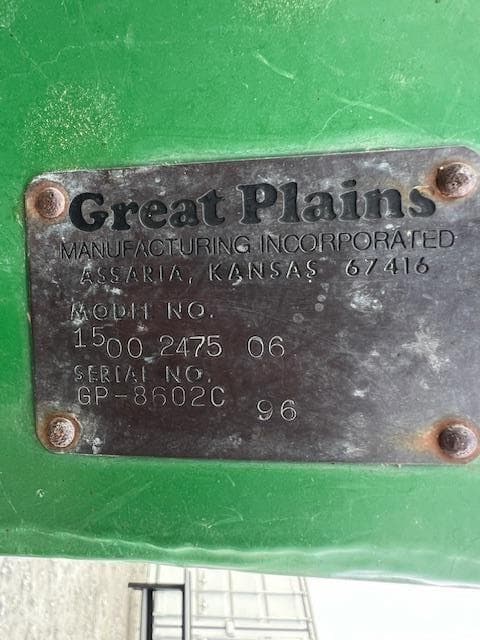 Great Plains
MANUFACTURING INCORPORATED
ASSARIA, KANSAS 67416
MODEL NO.
1500 2475 06
SERIAL NO.
GP-8602C 96